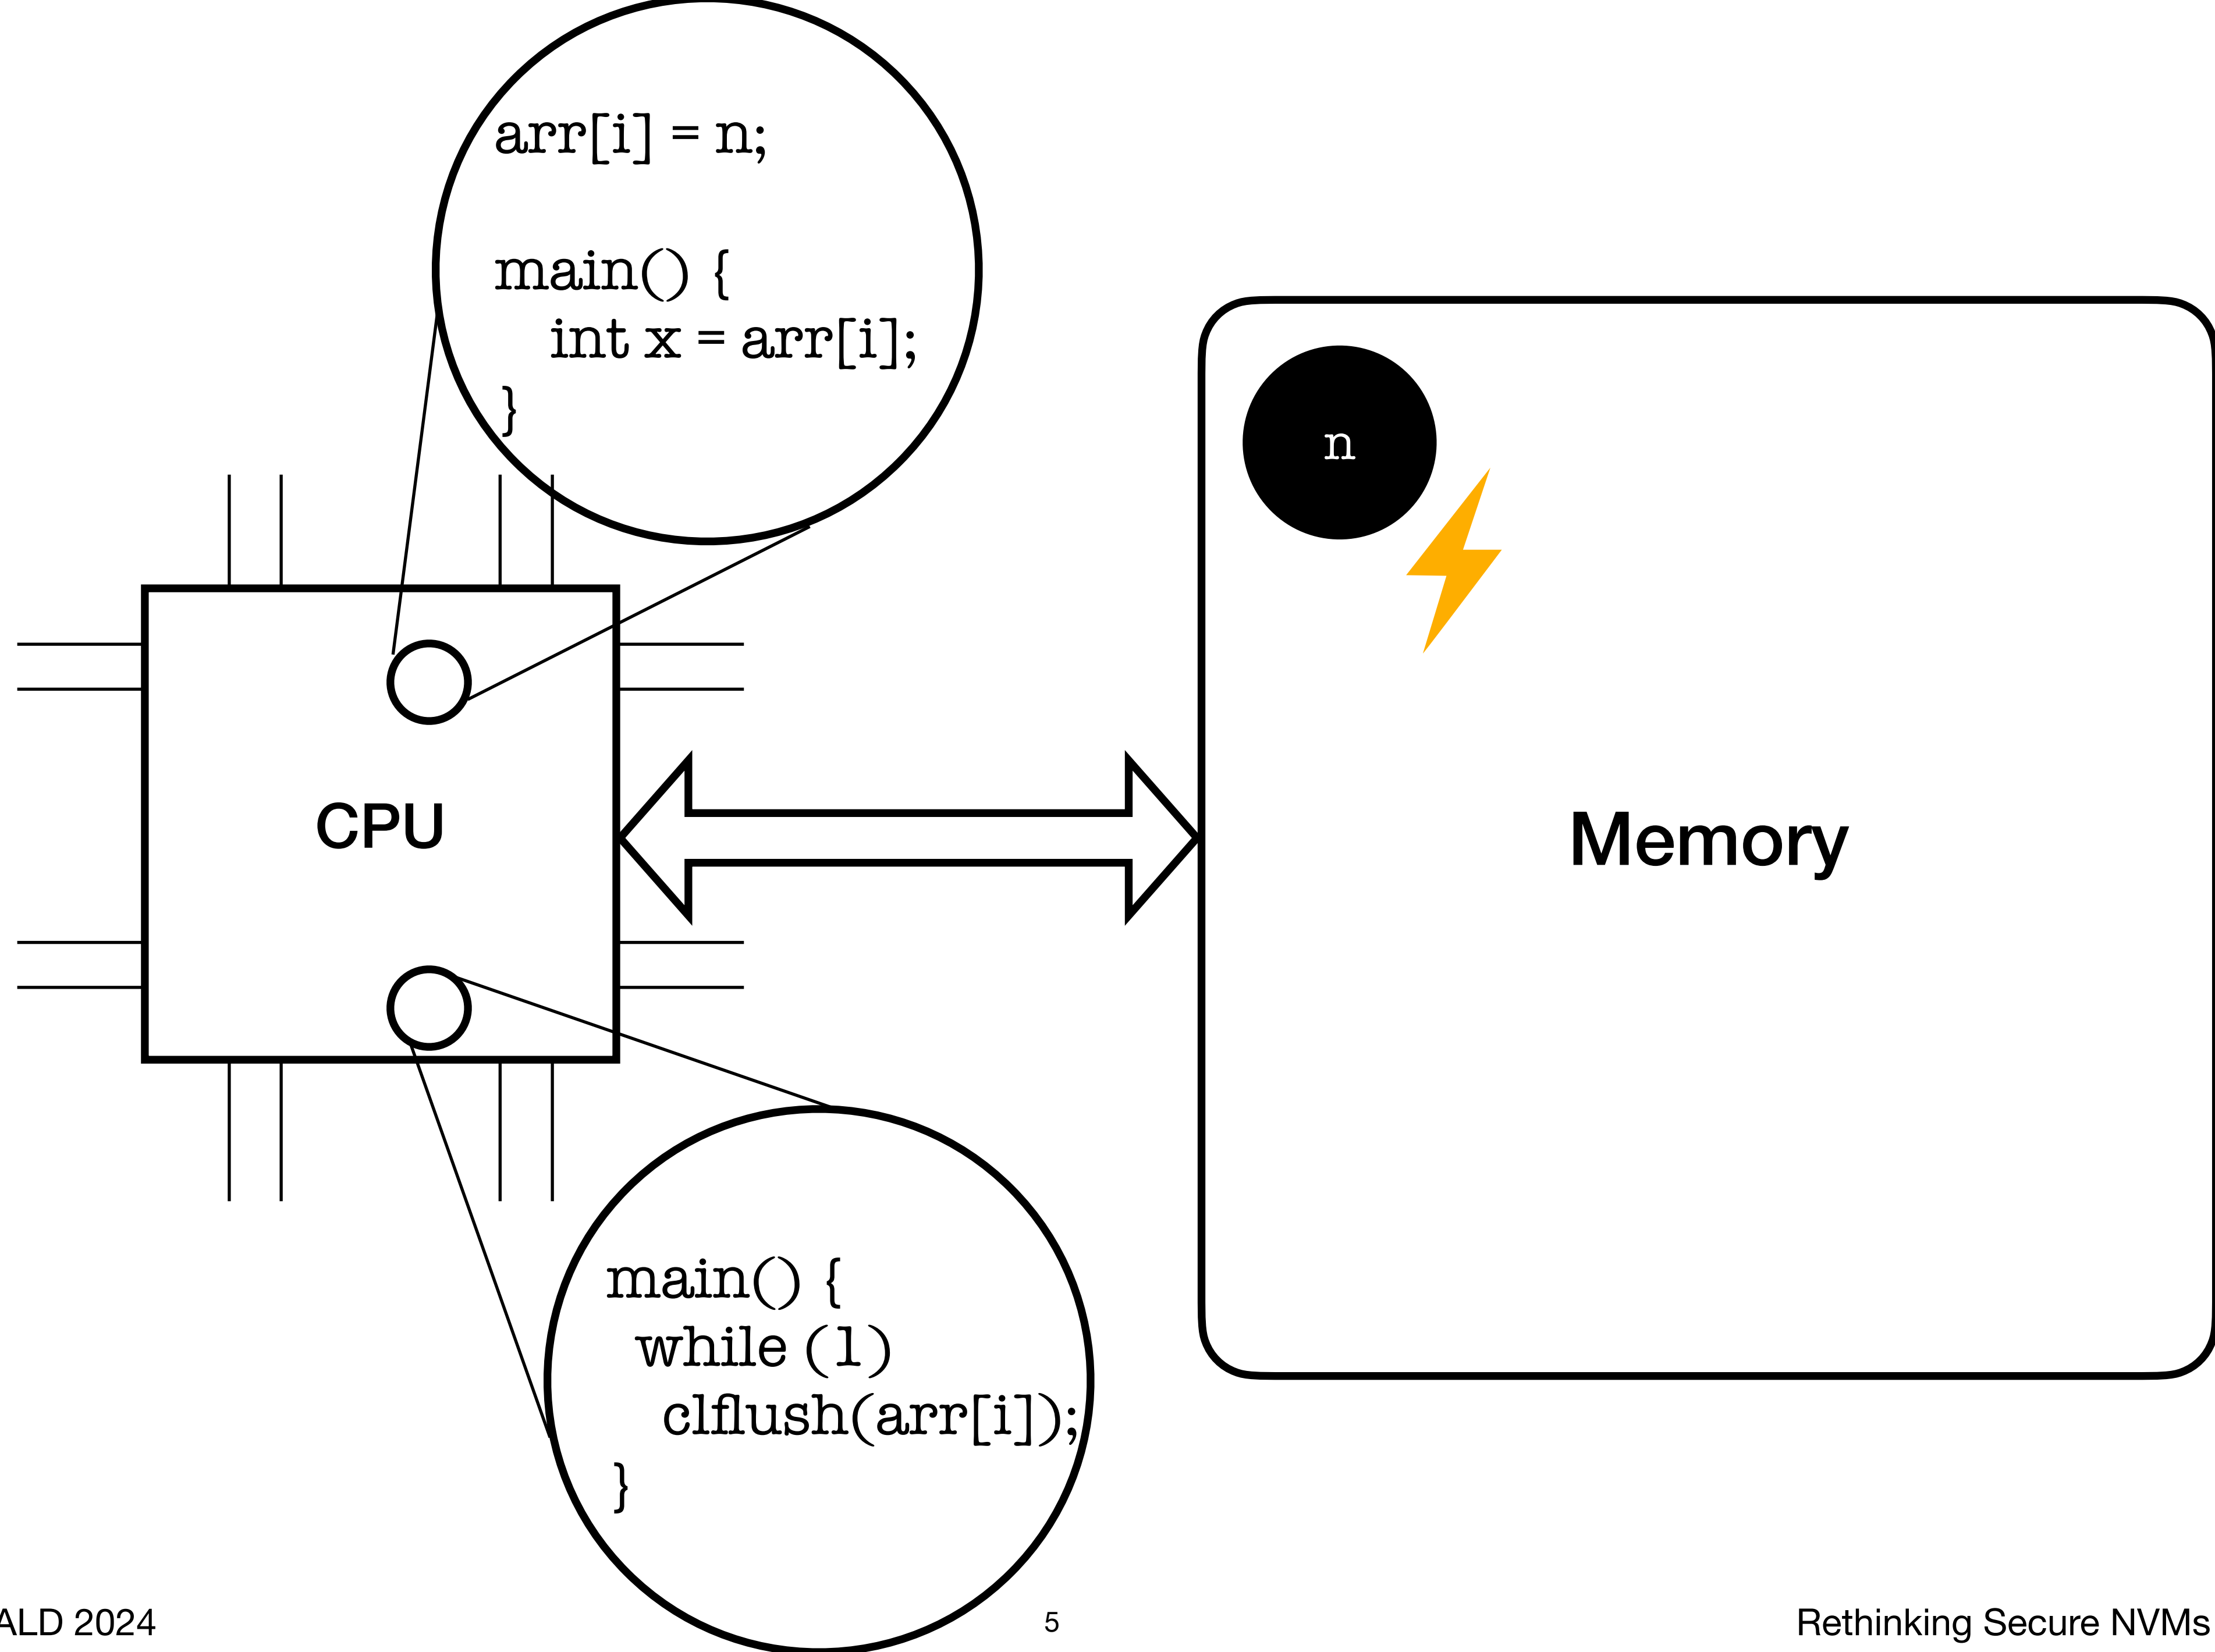 arr[i] = n;
main() {
int x = arr[i];
}
n
CPU
Memory
main() {
while (1)
clflush(arr[i]);
}
ALD 2024
5
Rethinking Secure NVMs